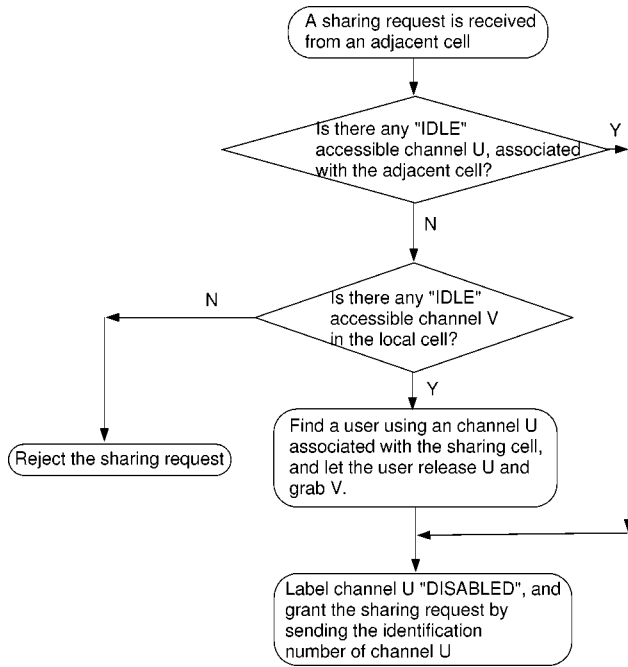 A sharing request is received
from an adjacent cell
Is there any "IDLE"
accessible channel U, associated
with the adjacent cell?
Y
N
Is there any "IDLE"
accessible channel V
in the local cell?
N
Y
Find a user using an channel U
associated with the sharing cell,
and let the user release U and
grab V.
Reject the sharing request
Label channel U "DISABLED", and
grant the sharing request by
sending the identification
number of channel U